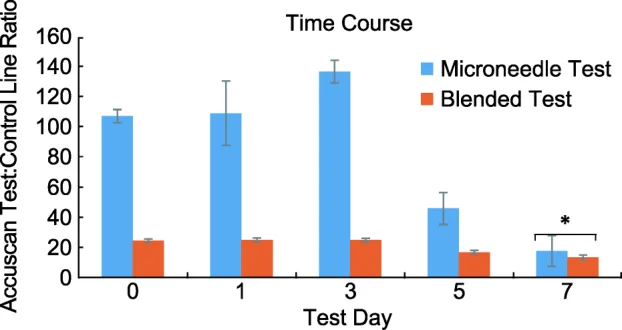 Time Course
Accuscan Test:Control Line Ratio
160
140
120
100
80
60
40
20
0
Microneedle Test
Blended Test
*
0 1 3 5 7
Test Day